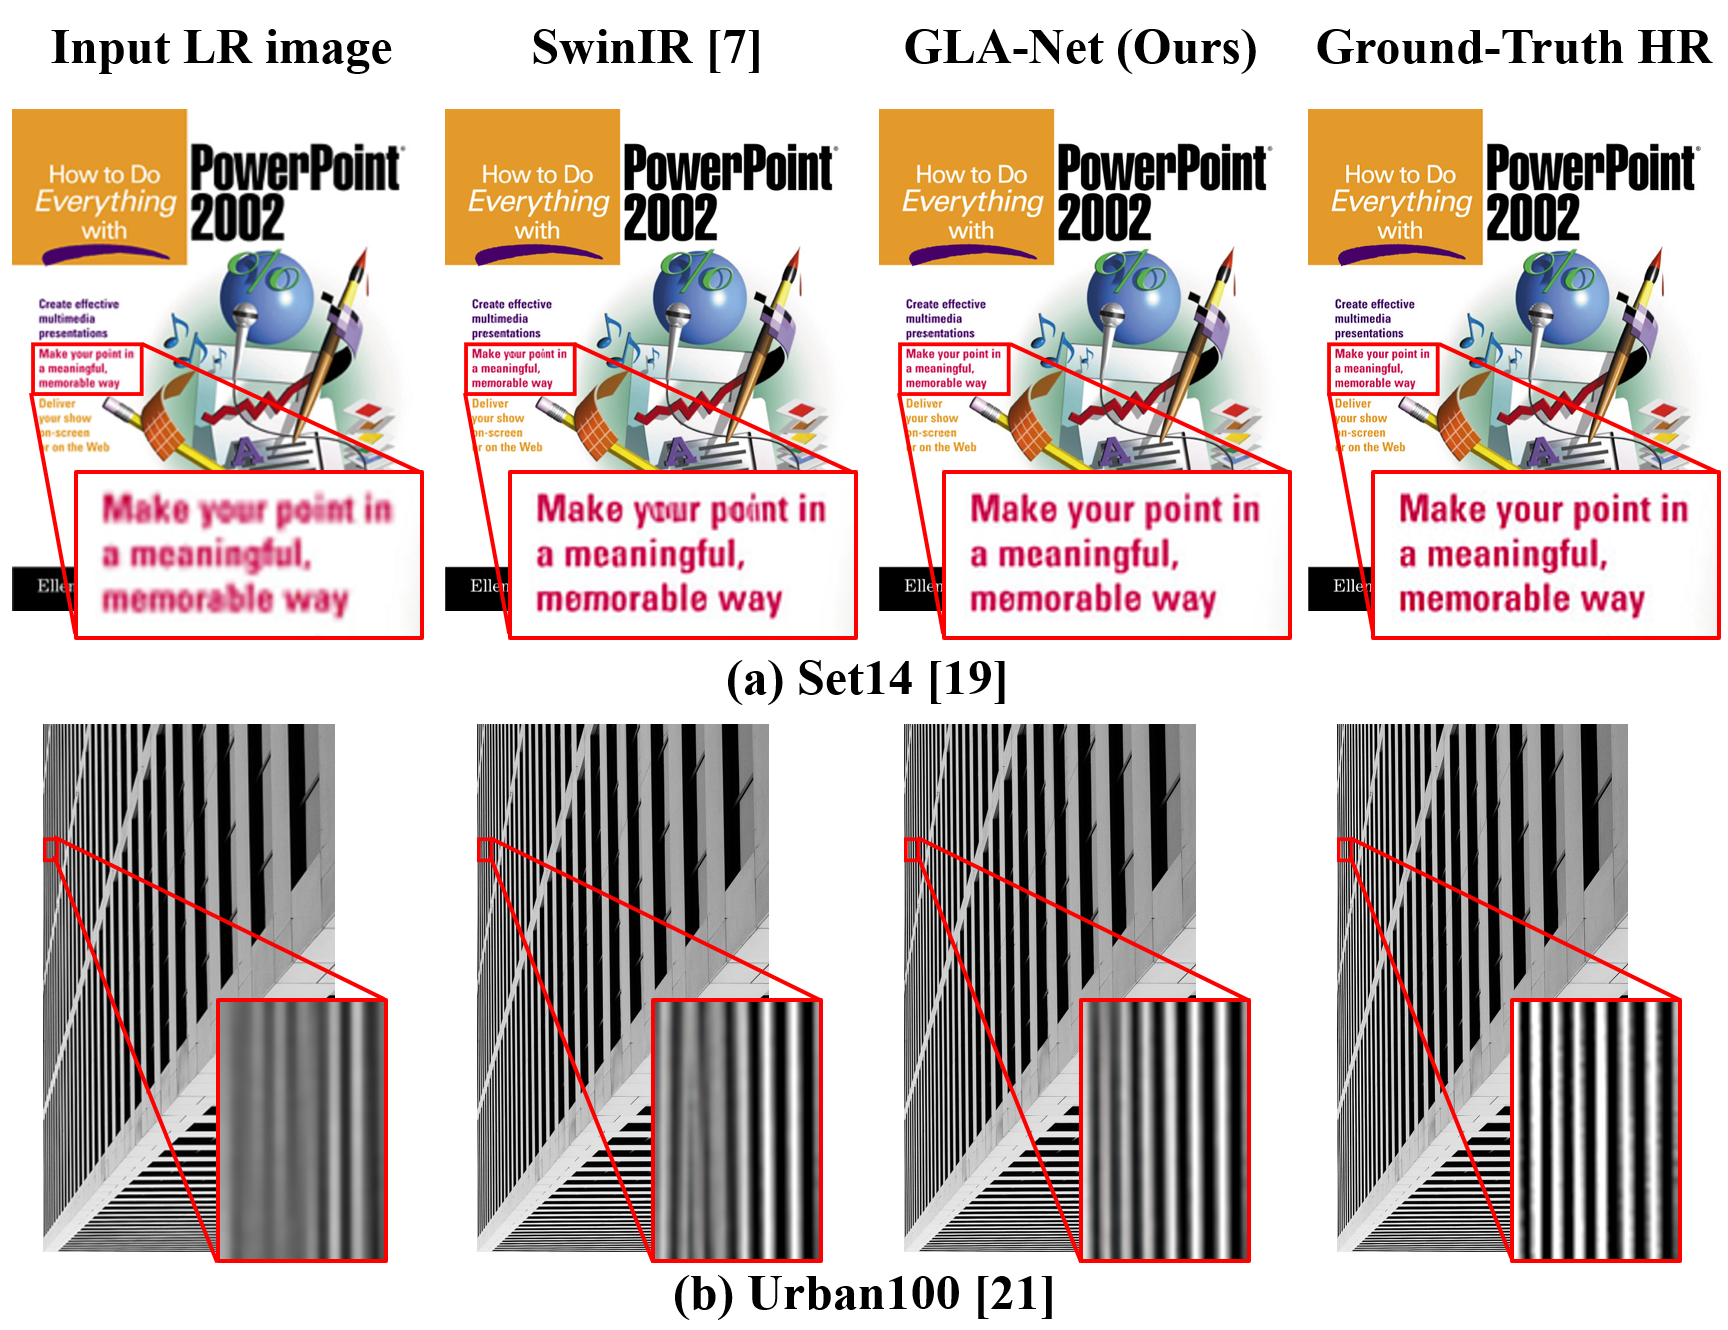 Input LR image
SwinIR [7]
GLA-Net (Ours)
Ground-Truth HR
How to Do
Everything
with
PowerPoint
2002
Create effective
multimedia
presentations
Make your point in
a meaningful,
memorable way
Deliver
your show
on-screen
or on the Web
Make your point in
a meaningful,
memorable way
How to Do
Everything
with
PowerPoint
2002
Create effective
multimedia
presentations
Make your point in
a meaningful,
memorable way
Deliver
your show
on-screen
or on the Web
Make your point in
a meaningful,
memorable way
How to Do
Everything
with
PowerPoint
2002
Create effective
multimedia
presentations
Make your point in
a meaningful,
memorable way
Deliver
your show
on-screen
or on the Web
Make your point in
a meaningful,
memorable way
How to Do
Everything
with
PowerPoint
2002
Create effective
multimedia
presentations
Make your point in
a meaningful,
memorable way
Deliver
your show
on-screen
or on the Web
Make your point in
a meaningful,
memorable way
(a) Set14 [19]
(b) Urban100 [21]